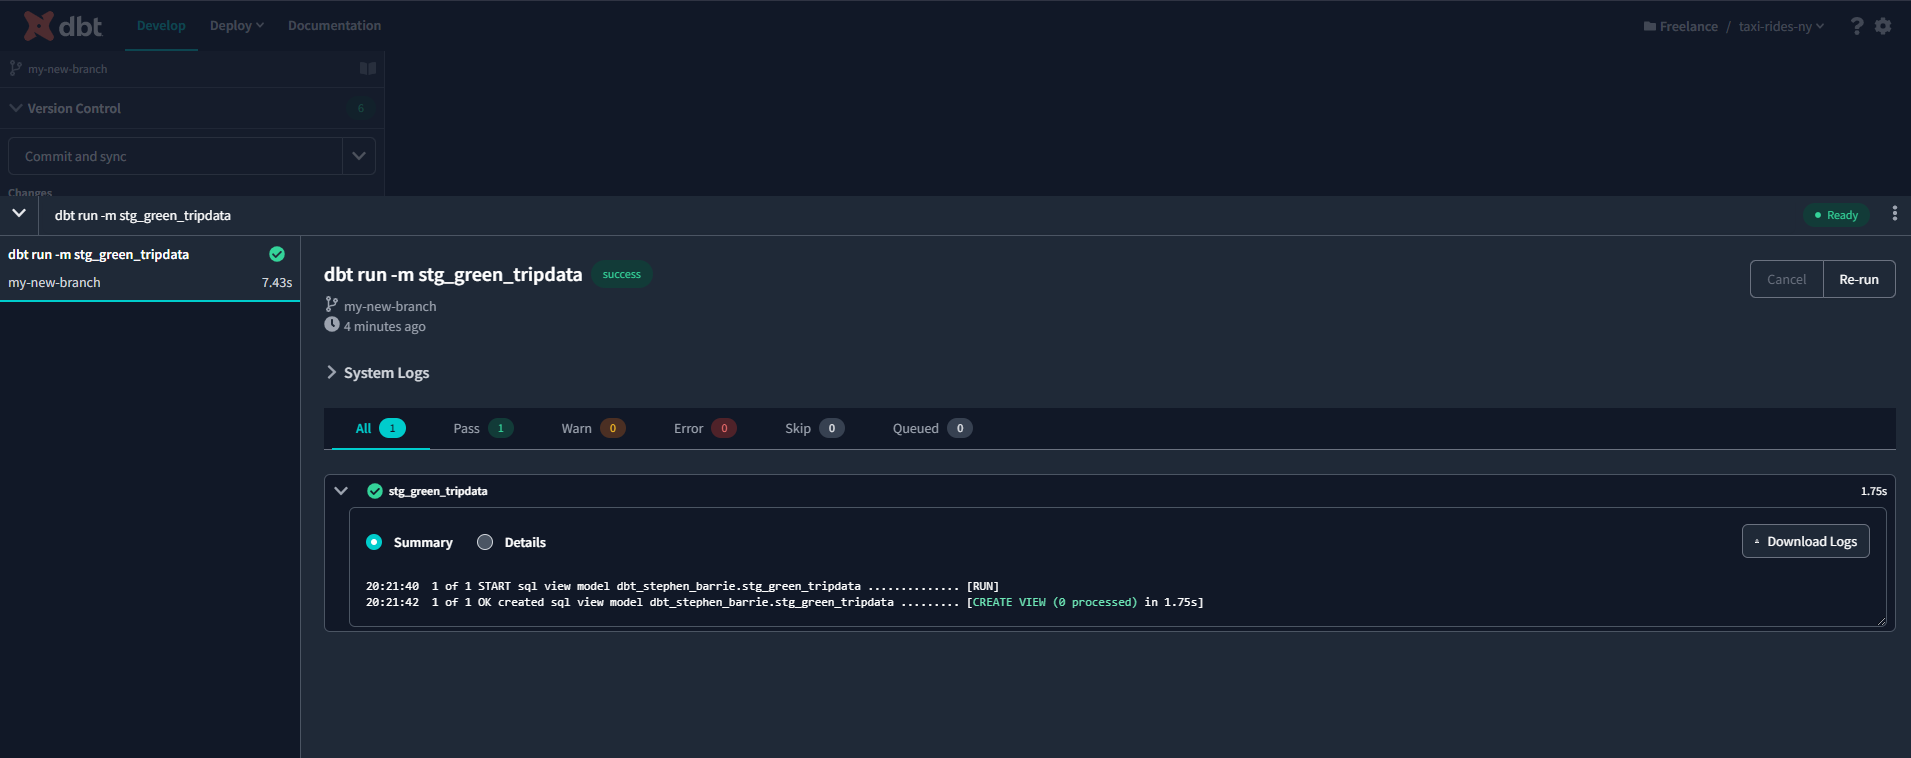 dbt Develop Deploy Documentation Freelance / taxi-rides-ny ?
my-new-branch
Version Control 6
Commit and sync
Changes
dbt run -m stg_green_tripdata Ready
dbt run -m stg_green_tripdata
my-new-branch 7.43s
dbt run -m stg_green_tripdata success Cancel Re-run
my-new-branch
4 minutes ago
System Logs
All 1 Pass 1 Warn 0 Error 0 Skip 0 Queued 0
stg_green_tripdata 1.75s
Summary Details Download Logs
20:21:40 1 of 1 START sql view model dbt_stephen_barrie.stg_green_tripdata .............. [RUN]
20:21:42 1 of 1 OK created sql view model dbt_stephen_barrie.stg_green_tripdata ......... [CREATE VIEW (0 processed) in 1.75s]